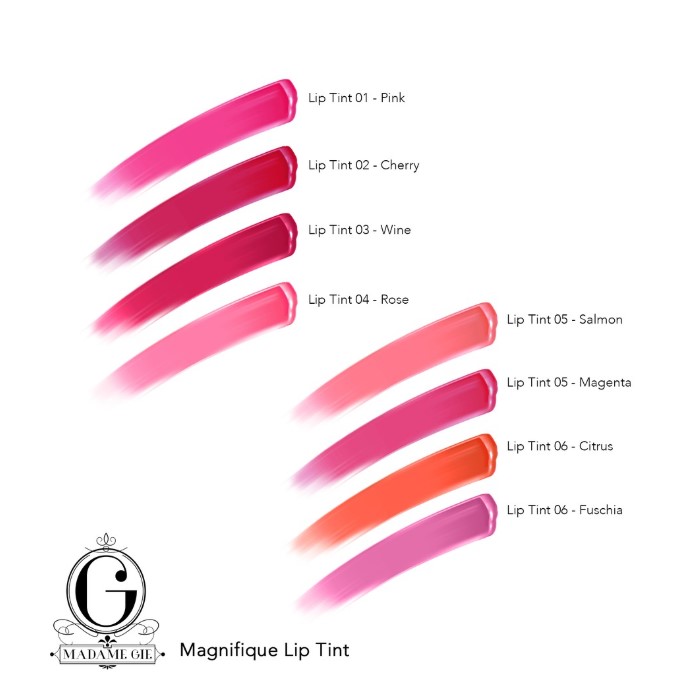 Lip Tint 01 - Pink
Lip Tint 02 - Cherry
Lip Tint 03 - Wine
Lip Tint 04 - Rose
Lip Tint 05 - Salmon
Lip Tint 05 - Magenta
Lip Tint 06 - Citrus
Lip Tint 06 - Fuschia
G
MADAME GIE
Magnifique Lip Tint